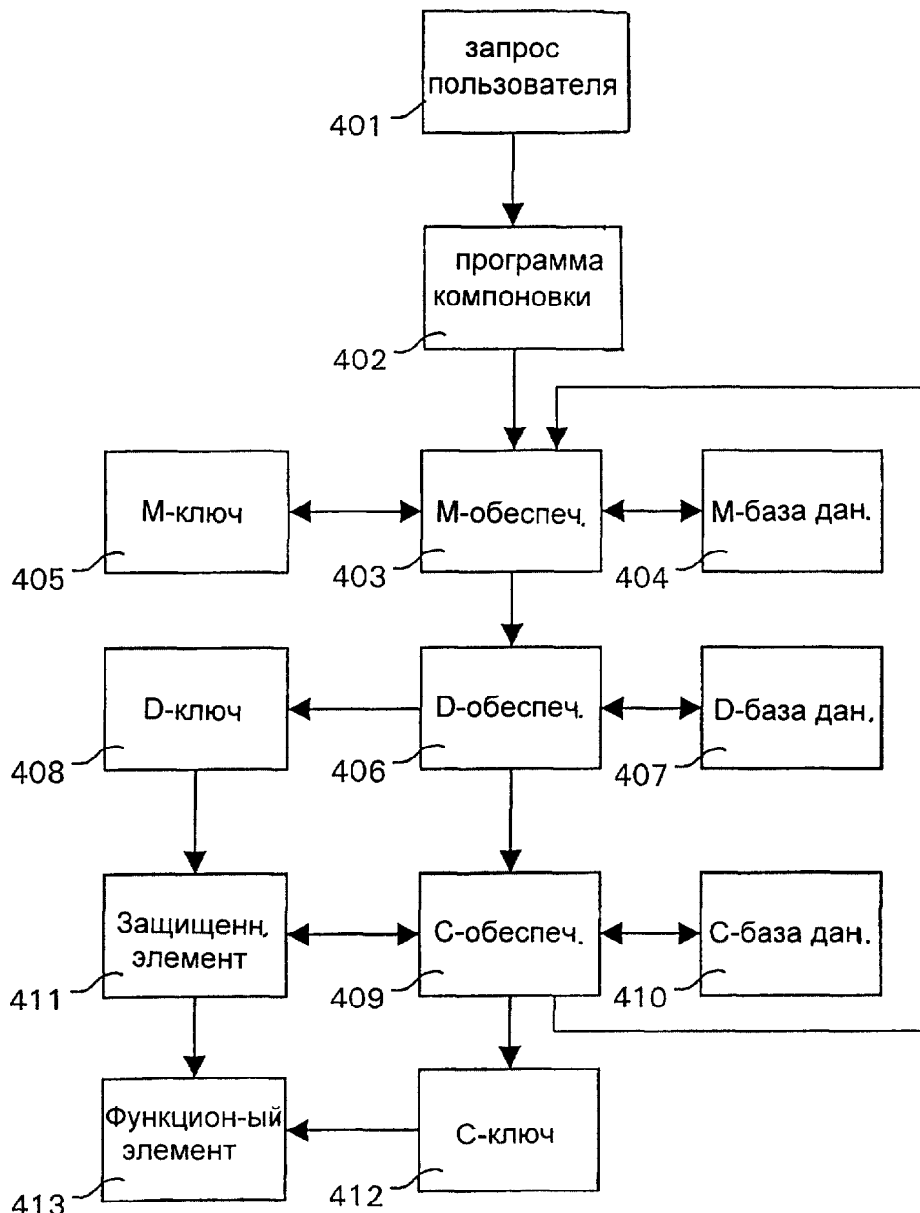 запрос
пользователя
401
программа
компоновки
402
М-ключ
405
М-обеспеч.
403
М-база дан.
404
D-ключ
408
D-обеспеч.
406
D-база дан.
407
Защищенн.
элемент
411
С-обеспеч.
409
С-база дан.
410
Функцион-ый
элемент
413
С-ключ
412